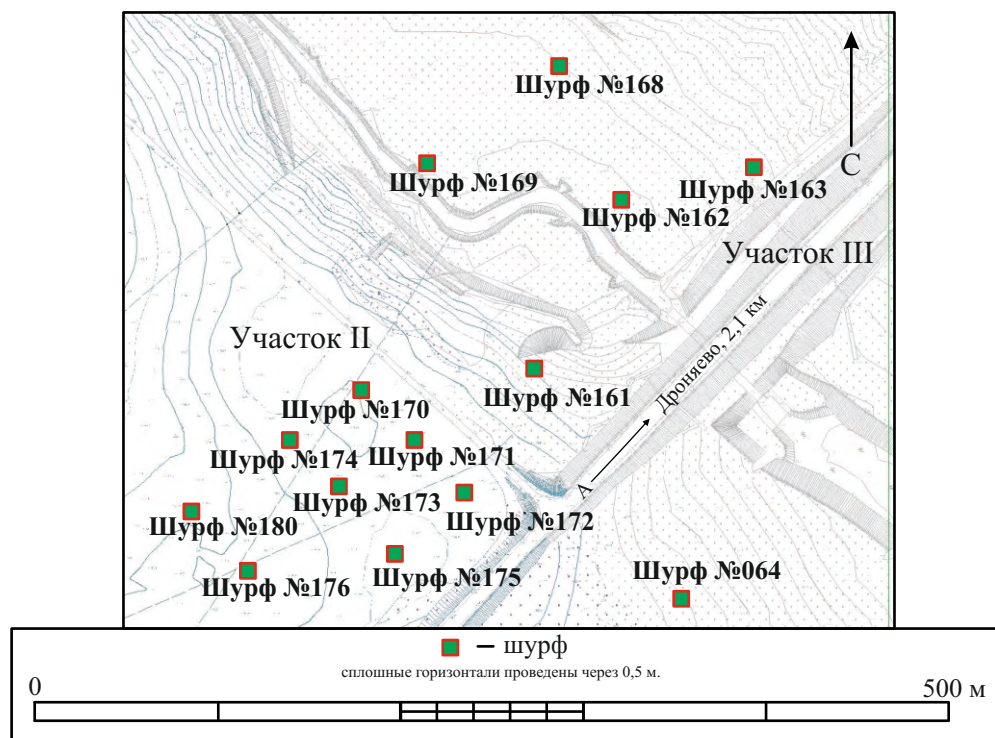 Шурф №168
С
Шурф №169
Шурф №163
Шурф №162
Участок III
Участок II
А
Дроняево, 2,1 км
Шурф №161
Шурф №170
Шурф №174
Шурф №171
Шурф №173
Шурф №172
Шурф №180
Шурф №175
Шурф №176
Шурф №064
– шурф
сплошные горизонтали проведены через 0,5 м.
0
500 м